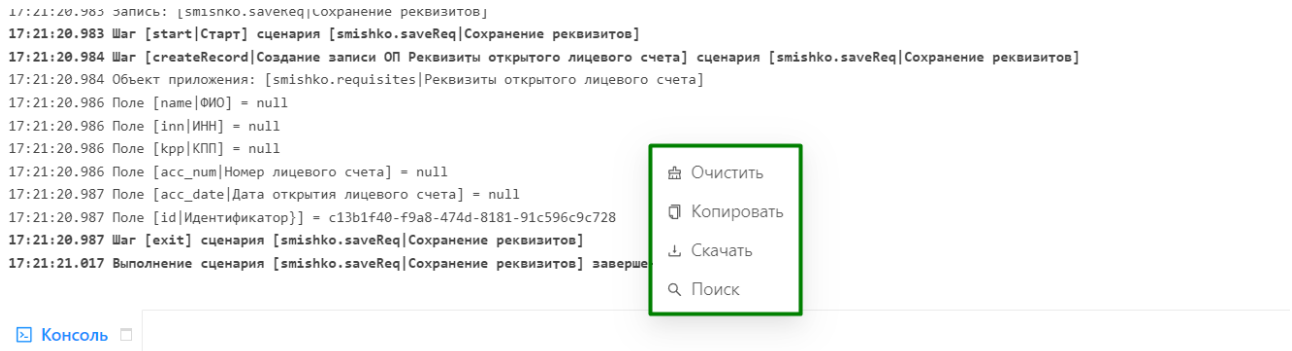 17:21:20.983 Запись: [smishko.saveReq|Сохранение реквизитов]
17:21:20.983 Шаг [start|Старт] сценария [smishko.saveReq|Сохранение реквизитов]
17:21:20.984 Шаг [createRecord|Создание записи ОП Реквизиты открытого лицевого счета] сценария [smishko.saveReq|Сохранение реквизитов]
17:21:20.984 Объект приложения: [smishko.requisites|Реквизиты открытого лицевого счета]
17:21:20.986 Поле [name|ФИО] = null
17:21:20.986 Поле [inn|ИНН] = null
17:21:20.986 Поле [kpp|КПП] = null
17:21:20.986 Поле [acc_num|Номер лицевого счета] = null
17:21:20.987 Поле [acc_date|Дата открытия лицевого счета] = null
17:21:20.987 Поле [id|Идентификатор}] = c13b1f40-f9a8-474d-8181-91c596c9c728
17:21:20.987 Шаг [exit] сценария [smishko.saveReq|Сохранение реквизитов]
17:21:21.017 Выполнение сценария [smishko.saveReq|Сохранение реквизитов] заверше
Очистить
Копировать
Скачать
Поиск
Консоль